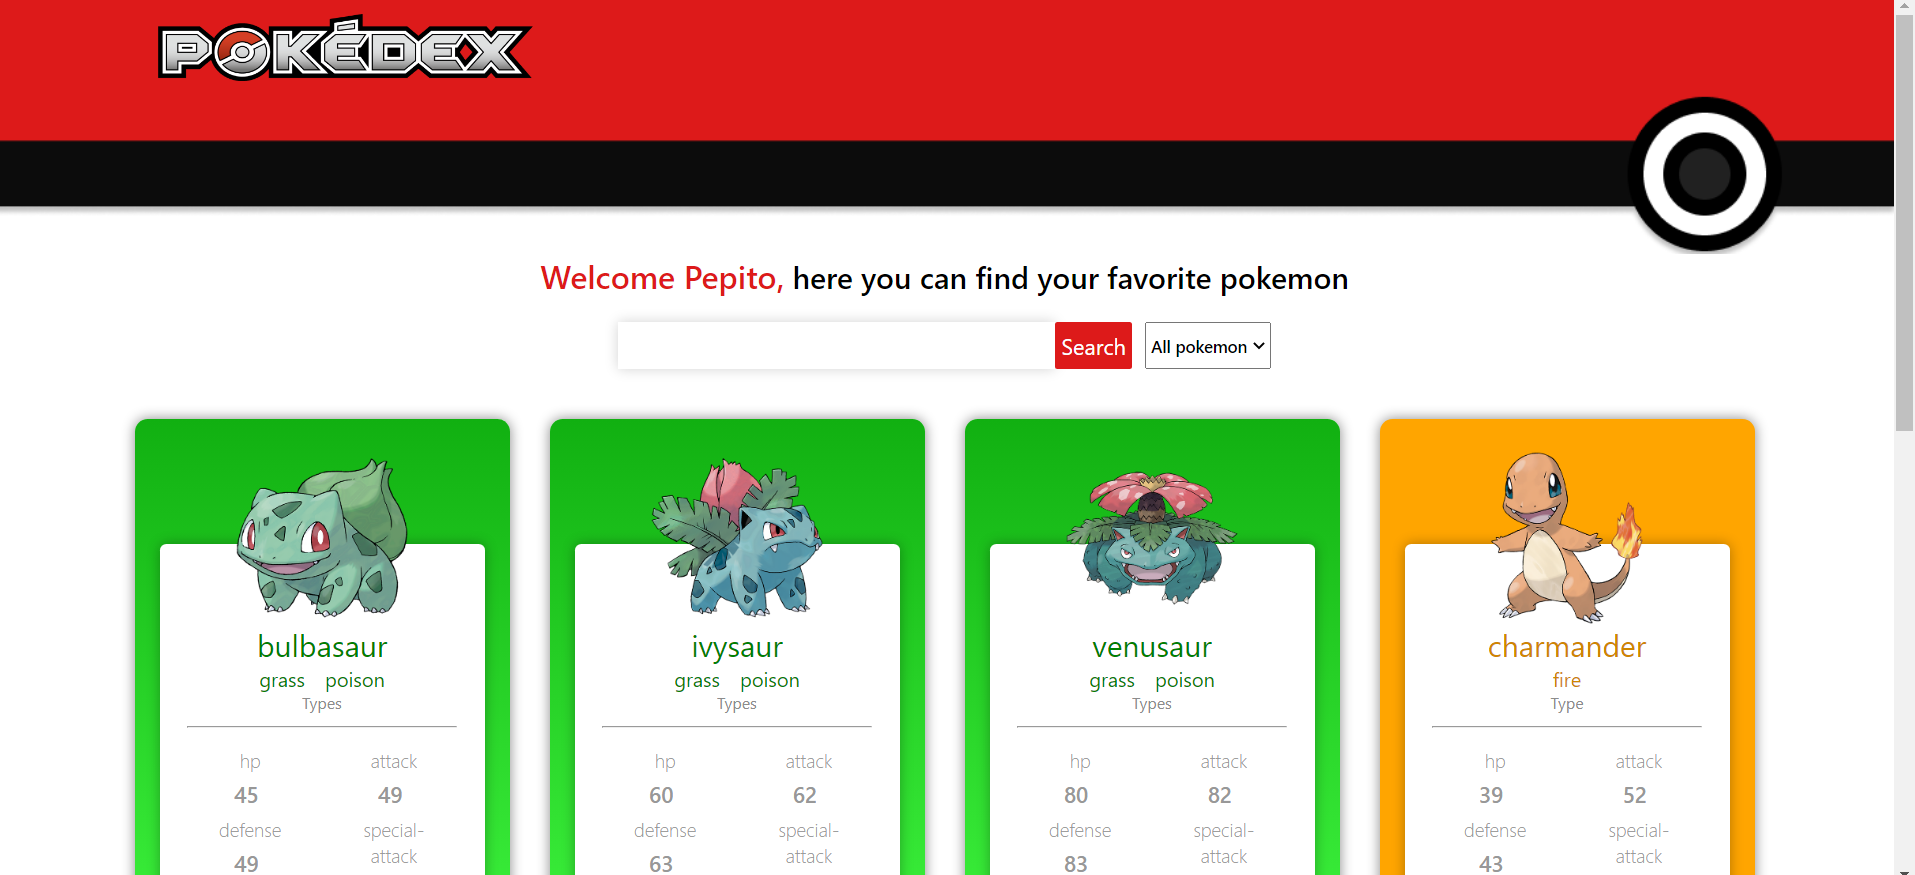 POKÉDEX
Welcome Pepito, here you can find your favorite pokemon
Search All pokemon
bulbasaur
grass poison
Types
hp attack
45 49
defense special-attack
49
ivysaur
grass poison
Types
hp attack
60 62
defense special-attack
63
venusaur
grass poison
Types
hp attack
80 82
defense special-attack
83
charmander
fire
Type
hp attack
39 52
defense special-attack
43